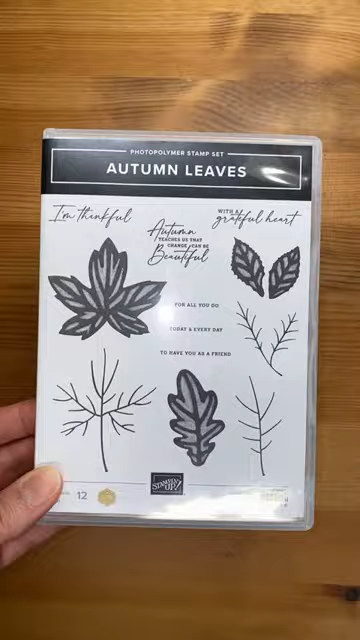 PHOTOPOLYMER STAMP SET
AUTUMN LEAVES
I'm thankful
WITH A
grateful heart
Autumn
TEACHES US THAT
CHANGE CAN BE
Beautiful
FOR ALL YOU DO
TODAY & EVERY DAY
TO HAVE YOU AS A FRIEND
STAMPIN' UP!
12